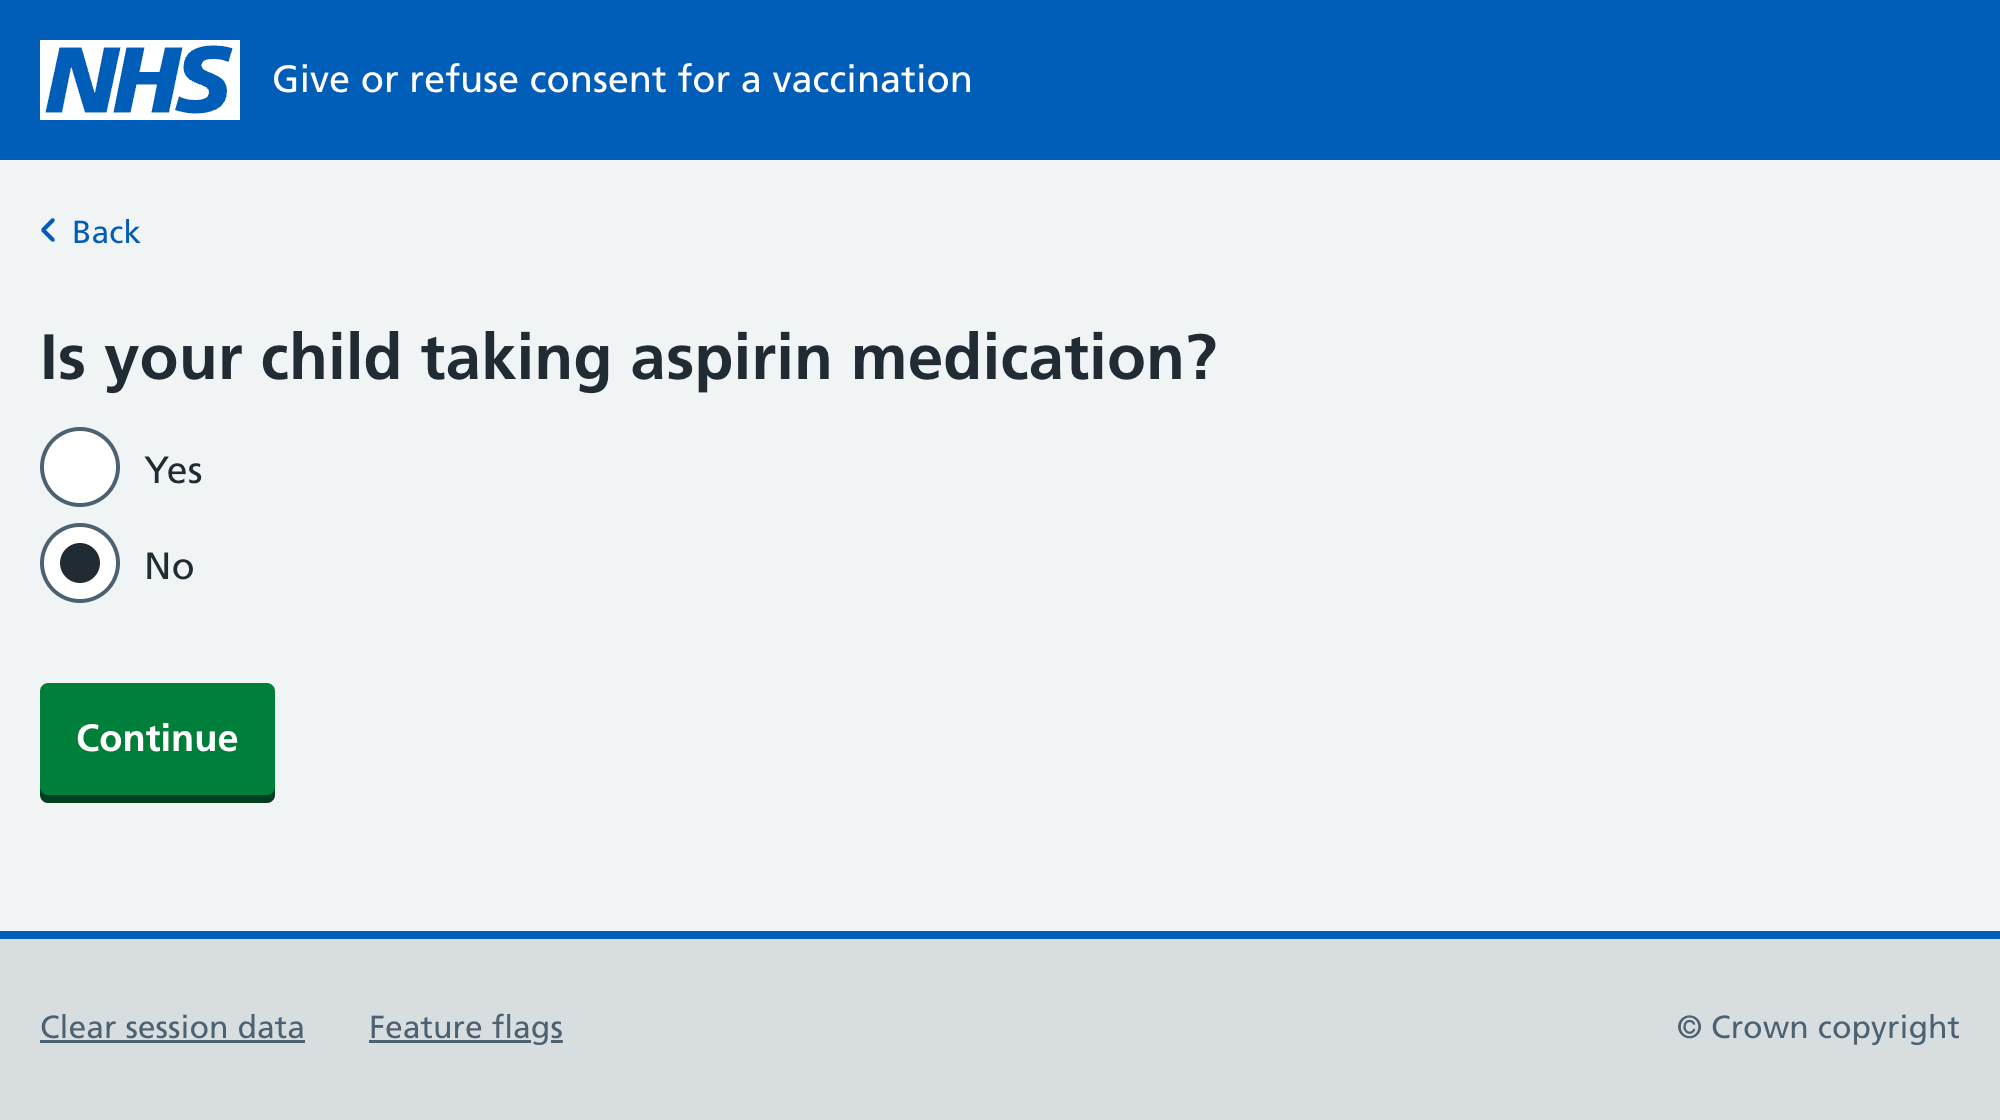 NHS
Give or refuse consent for a vaccination
Back
Is your child taking aspirin medication?
Yes
No
Continue
Clear session data
Feature flags
© Crown copyright